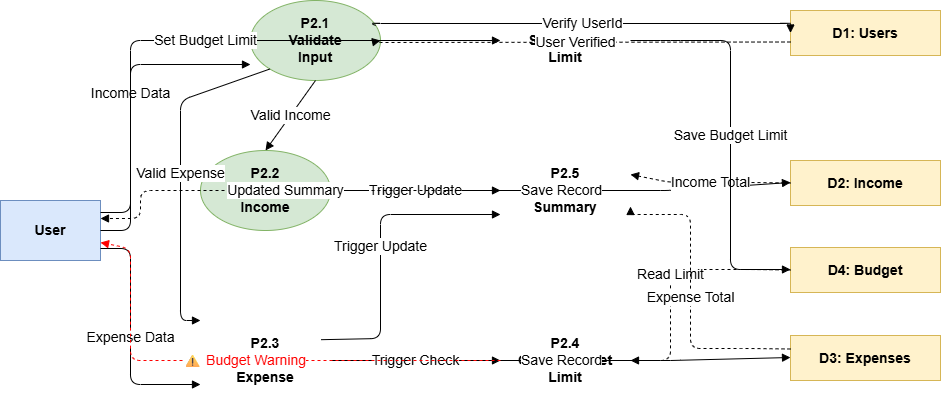 P2.1
Validate
Input
Verify UserId
D1: Users
Set Budget Limit
User Verified
Limit
Income Data
Valid Income
Save Budget Limit
P2.2
Valid Expense
Updated Summary
Income
Trigger Update
P2.5
Save Record
Summary
Income Total
D2: Income
User
Trigger Update
Read Limit
D4: Budget
Expense Total
Expense Data
P2.3
⚠ Budget Warning
Expense
Trigger Check
P2.4
Save Record
Limit
D3: Expenses